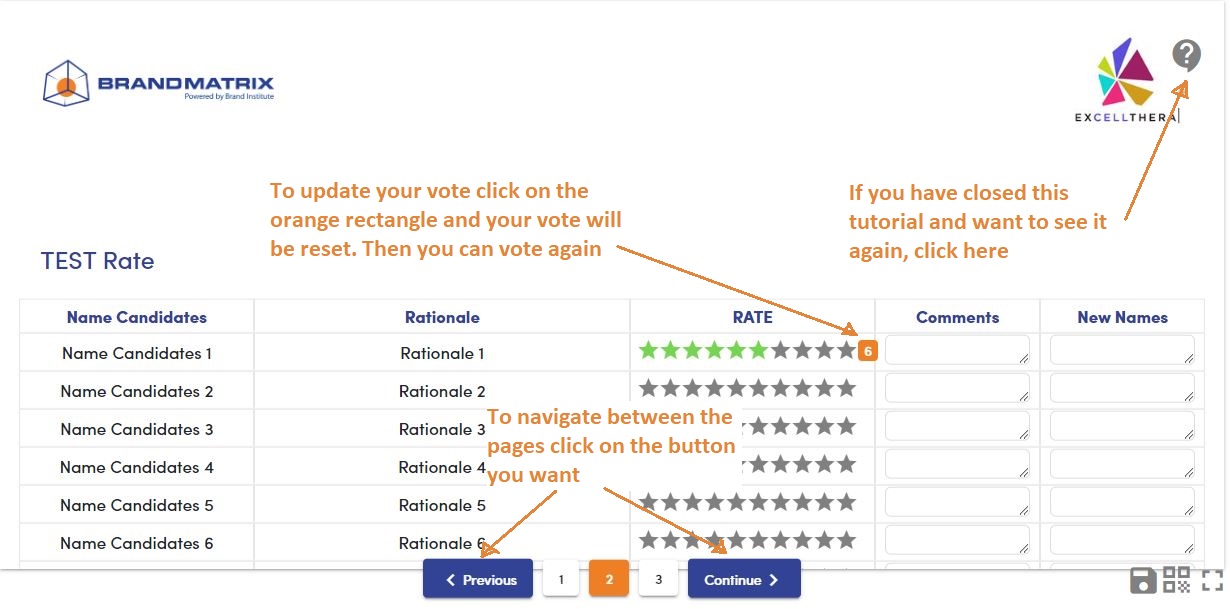 BRANDMATRIX
Powered by Brand Institute
?
EXCELLTHERA
To update your vote click on the
orange rectangle and your vote will
be reset. Then you can vote again
If you have closed this
tutorial and want to see it
again, click here
TEST Rate
Name Candidates Rationale RATE Comments New Names
Name Candidates 1 Rationale 1 6
Name Candidates 2 Rationale 2
Name Candidates 3 Rationale 3
Name Candidates 4 Rationale 4
Name Candidates 5 Rationale 5
Name Candidates 6 Rationale 6
To navigate between the
pages click on the button
you want
Previous 1 2 3 Continue